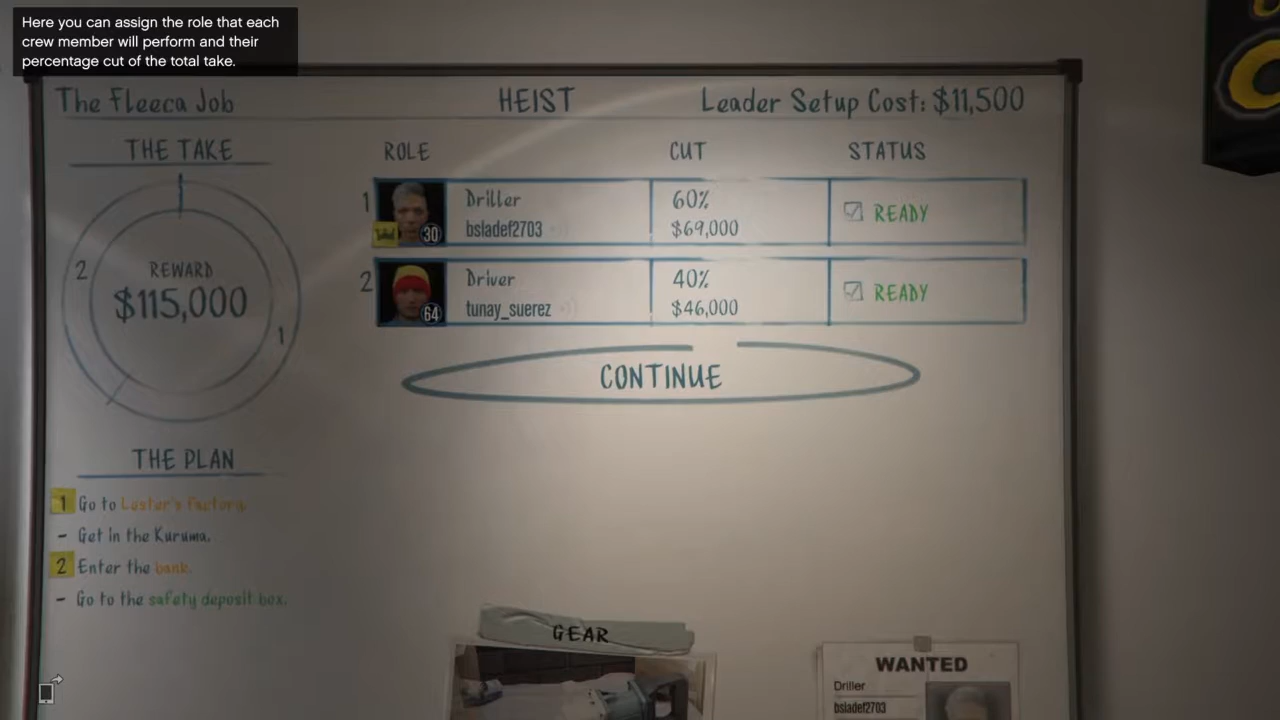 Here you can assign the role that each
crew member will perform and their
percentage cut of the total take.
The Fleeca Job
HEIST
Leader Setup Cost: $11,500
THE TAKE
REWARD
$115,000
1
2
ROLE
CUT
STATUS
1
30
Driller
bsladef2703
60%
$69,000
READY
2
64
Driver
tunay_suerez
40%
$46,000
READY
CONTINUE
THE PLAN
1 Go to Lester's factory.
- Get in the Kuruma.
2 Enter the bank.
- Go to the safety deposit box.
GEAR
WANTED
Driller
bsladef2703